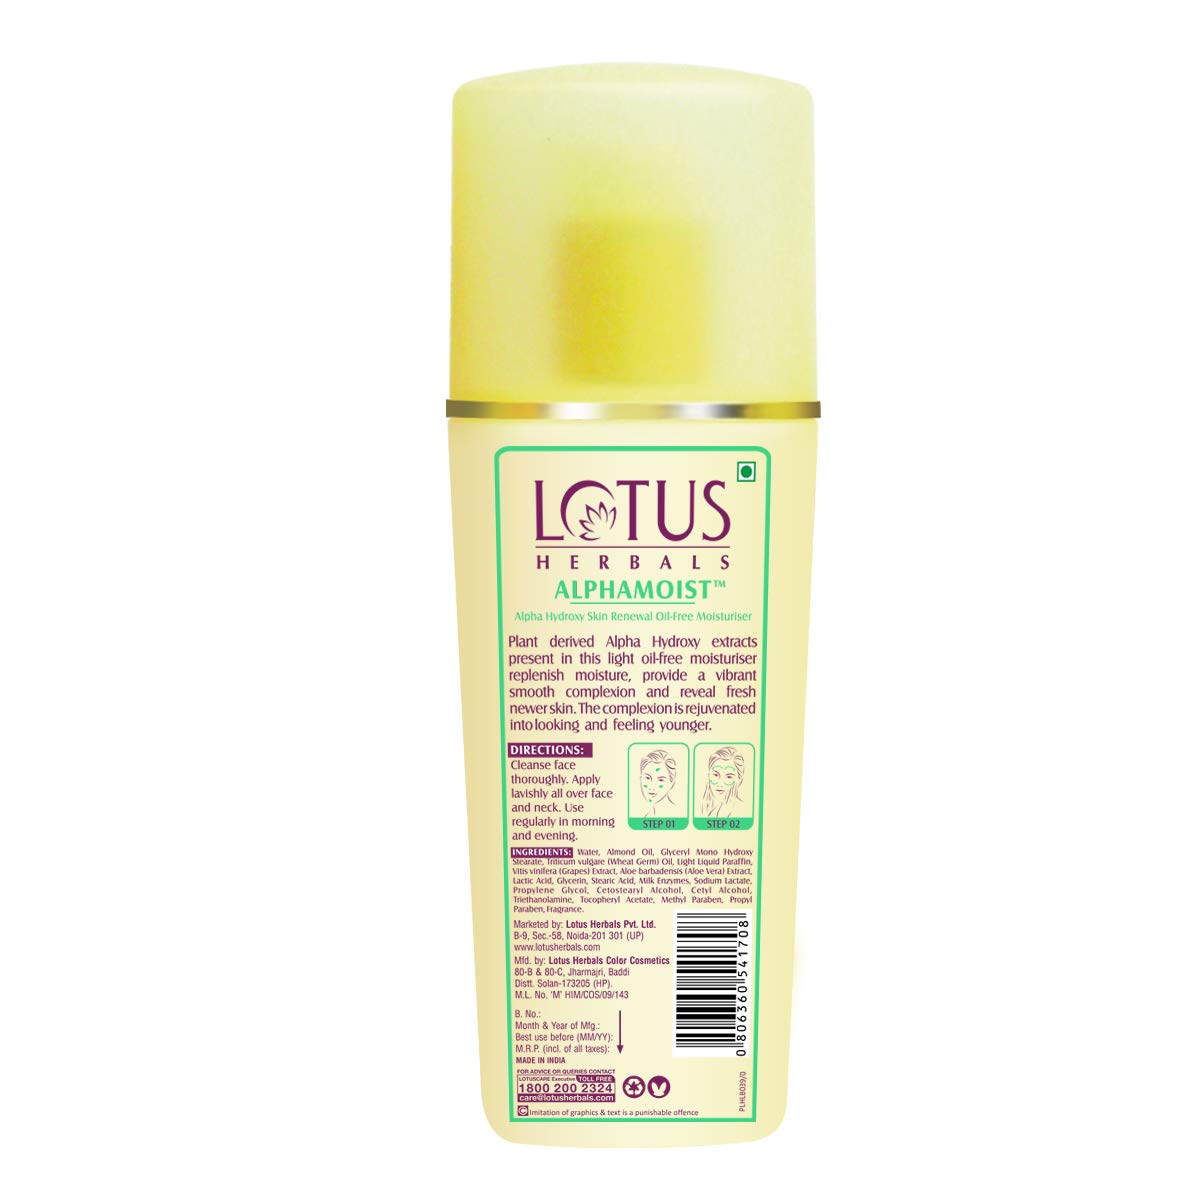 LOTUS
HERBALS
ALPHAMOIST™
Alpha Hydroxy Skin Renewal Oil-Free Moisturiser
Plant derived Alpha Hydroxy extracts
present in this light oil-free moisturiser
replenish moisture, provide a vibrant
smooth complexion and reveal fresh
newer skin. The complexion is rejuvenated
into looking and feeling younger.
DIRECTIONS:
Cleanse face
thoroughly. Apply
lavishly all over face
and neck. Use
regularly in morning
and evening.
STEP 01
STEP 02
INGREDIENTS: Water, Almond Oil, Glyceryl Mono Hydroxy
Stearate, Triticum vulgare (Wheat Germ) Oil, Light Liquid Paraffin,
Vitis vinifera (Grapes) Extract, Aloe barbadensis (Aloe Vera) Extract,
Lactic Acid, Glycerin, Stearic Acid, Milk Enzymes, Sodium Lactate,
Propylene Glycol, Cetostearyl Alcohol, Cetyl Alcohol,
Triethanolamine, Tocopheryl Acetate, Methyl Paraben, Propyl
Paraben, Fragrance.
Marketed by: Lotus Herbals Pvt. Ltd.
B-9, Sec.-58, Noida-201 301 (UP)
www.lotusherbals.com
Mfd. by: Lotus Herbals Color Cosmetics
80-B & 80-C, Jharmajri, Baddi
Distt. Solan-173205 (HP).
M.L. No. 'M' HIM/COS/09/143
B. No.:
Month & Year of Mfg.:
Best use before (MM/YY):
M.R.P. (incl. of all taxes):
MADE IN INDIA
FOR ADVICE OR QUERIES CONTACT
LOTUSCARE Executive TOLL FREE
1800 200 2324
care@lotusherbals.com
C Imitation of graphics & text is a punishable offence
0 806360 541708
PLHLB039/0